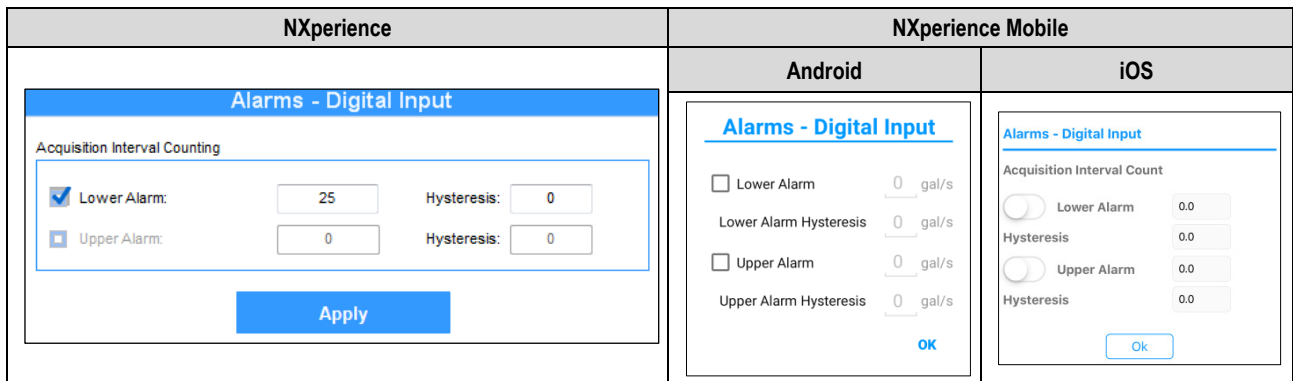 NXperience
NXperience Mobile
Android
iOS
Alarms - Digital Input
Acquisition Interval Counting
Lower Alarm: 25 Hysteresis: 0
Upper Alarm: 0 Hysteresis: 0
Apply
Alarms - Digital Input
Lower Alarm 0 gal/s
Lower Alarm Hysteresis 0 gal/s
Upper Alarm 0 gal/s
Upper Alarm Hysteresis 0 gal/s
OK
Alarms - Digital Input
Acquisition Interval Count
Lower Alarm 0.0
Hysteresis 0.0
Upper Alarm 0.0
Hysteresis 0.0
Ok